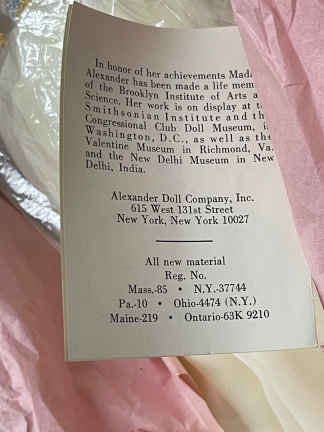 In honor of her achievements Mada
Alexander has been made a life mem
of the Brooklyn Institute of Arts a
Science. Her work is on display at t
Smithsonian Institute and th
Congressional Club Doll Museum, i
Washington, D.C., as well as the
Valentine Museum in Richmond, Va.
and the New Delhi Museum in New
Delhi, India.
Alexander Doll Company, Inc.
615 West 131st Street
New York, New York 10027
All new material
Reg. No.
Mass.-85 • N.Y.-37744
Pa.-10 • Ohio-4474 (N.Y.)
Maine-219 • Ontario-63K 9210